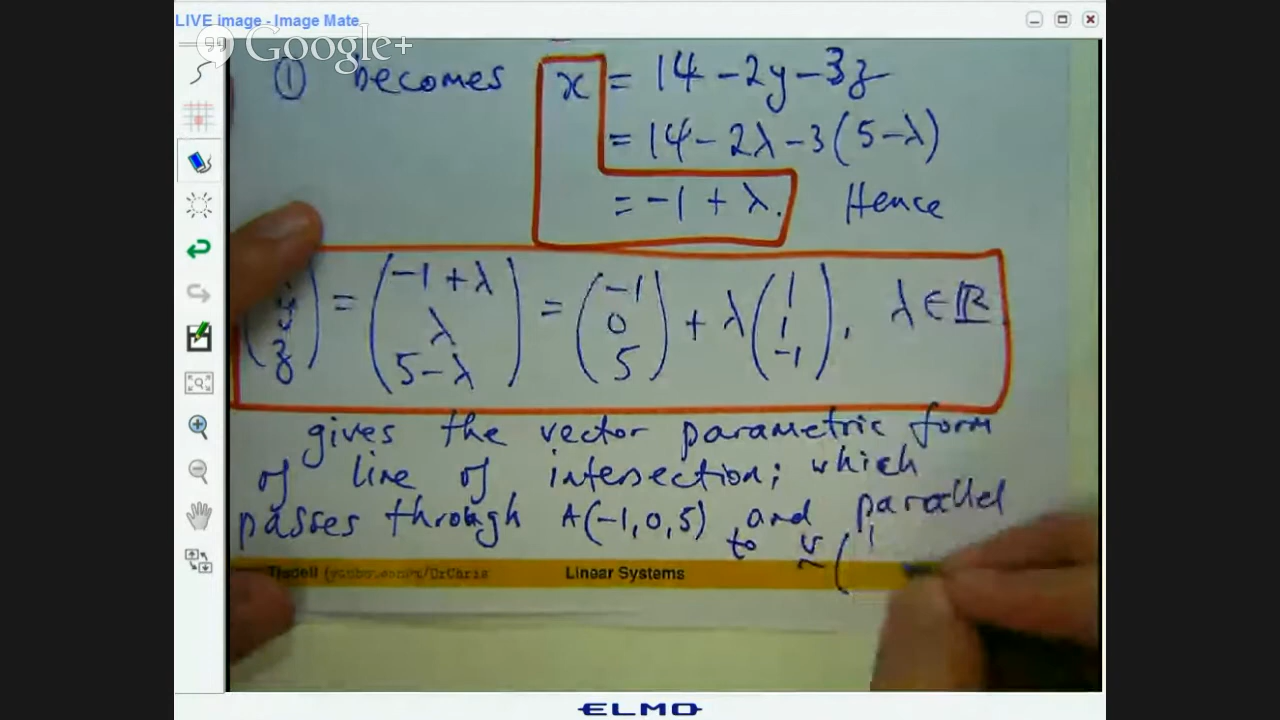 LIVE image - Image Mate
Google+
① becomes x = 14 - 2y - 3z
= 14 - 2λ - 3(5 - λ)
= -1 + λ. Hence
(z) = (-1 + λ, λ, 5 - λ) = (-1, 0, 5) + λ(1, 1, -1), λ ∈ ℝ
gives the vector parametric form
of line of intersection; which
passes through A(-1, 0, 5) and parallel
to v (1
Linear Systems
ELMO